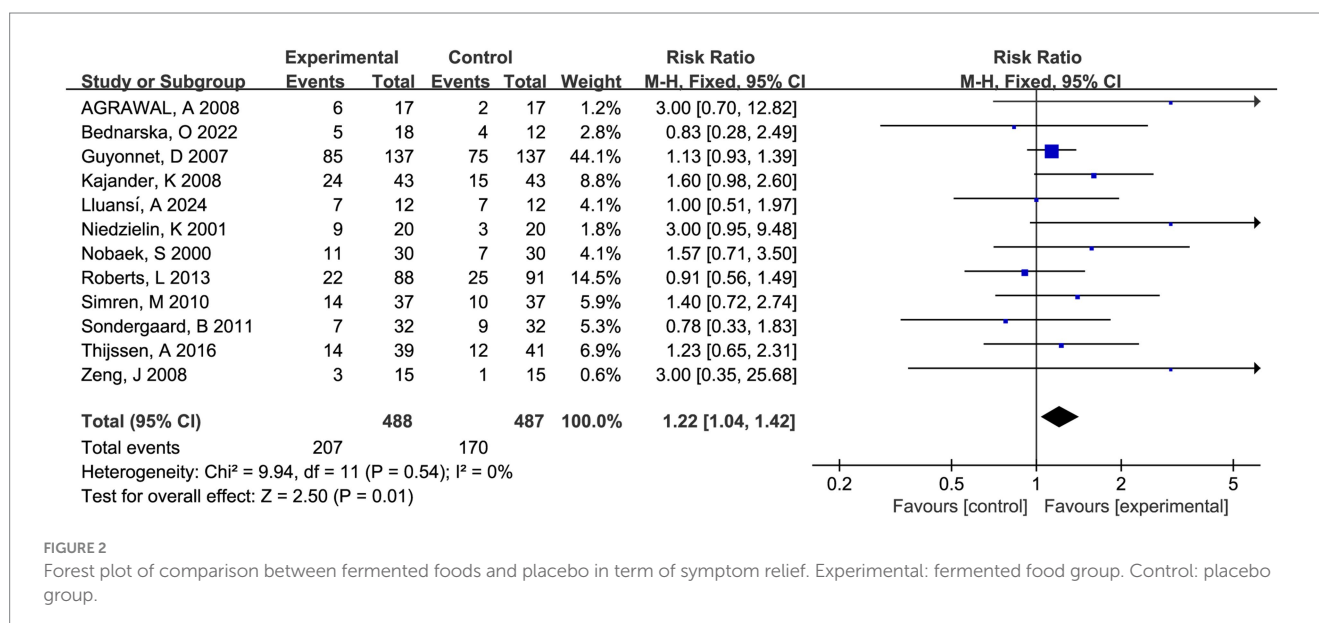 Experimental Control Risk Ratio Risk Ratio
Study or Subgroup Events Total Events Total Weight M-H, Fixed, 95% CI M-H, Fixed, 95% CI
AGRAWAL, A 2008 6 17 2 17 1.2% 3.00 [0.70, 12.82]
Bednarska, O 2022 5 18 4 12 2.8% 0.83 [0.28, 2.49]
Guyonnet, D 2007 85 137 75 137 44.1% 1.13 [0.93, 1.39]
Kajander, K 2008 24 43 15 43 8.8% 1.60 [0.98, 2.60]
Lluansí, A 2024 7 12 7 12 4.1% 1.00 [0.51, 1.97]
Niedzielin, K 2001 9 20 3 20 1.8% 3.00 [0.95, 9.48]
Nobaek, S 2000 11 30 7 30 4.1% 1.57 [0.71, 3.50]
Roberts, L 2013 22 88 25 91 14.5% 0.91 [0.56, 1.49]
Simren, M 2010 14 37 10 37 5.9% 1.40 [0.72, 2.74]
Sondergaard, B 2011 7 32 9 32 5.3% 0.78 [0.33, 1.83]
Thijssen, A 2016 14 39 12 41 6.9% 1.23 [0.65, 2.31]
Zeng, J 2008 3 15 1 15 0.6% 3.00 [0.35, 25.68]
Total (95% CI) 488 487 100.0% 1.22 [1.04, 1.42]
Total events 207 170
Heterogeneity: Chi² = 9.94, df = 11 (P = 0.54); I² = 0%
Test for overall effect: Z = 2.50 (P = 0.01)
0.2 0.5 1 2 5
Favours [control] Favours [experimental]
FIGURE 2
Forest plot of comparison between fermented foods and placebo in term of symptom relief. Experimental: fermented food group. Control: placebo
group.